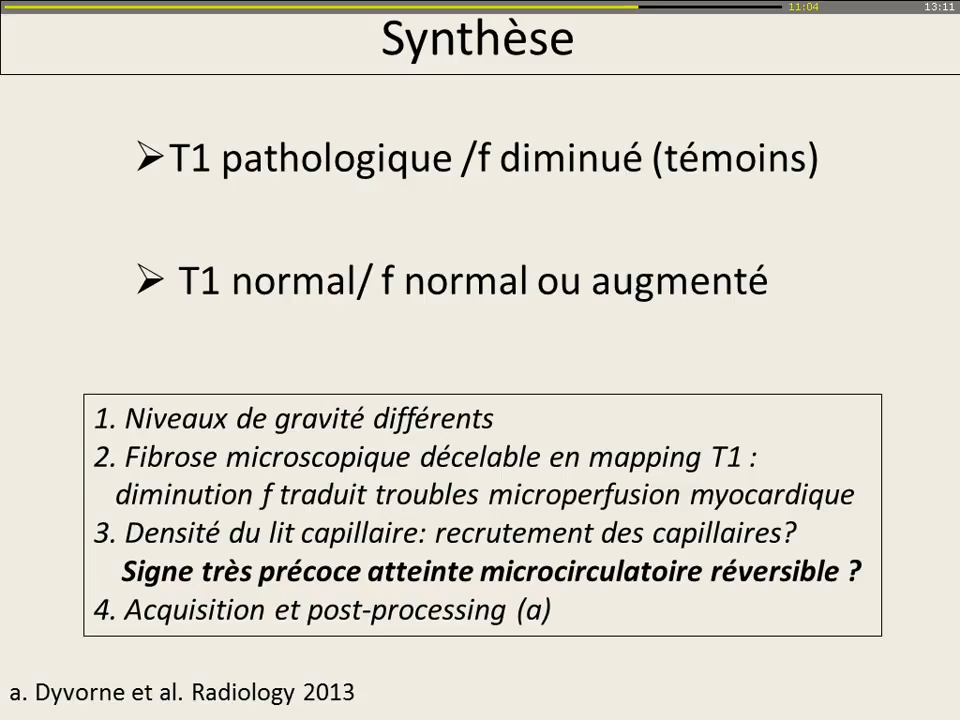 11:04 13:11
Synthèse
➢T1 pathologique /f diminué (témoins)
➢ T1 normal/ f normal ou augmenté
1. Niveaux de gravité différents
2. Fibrose microscopique décelable en mapping T1 :
diminution f traduit troubles microperfusion myocardique
3. Densité du lit capillaire: recrutement des capillaires?
Signe très précoce atteinte microcirculatoire réversible ?
4. Acquisition et post-processing (a)
a. Dyvorne et al. Radiology 2013